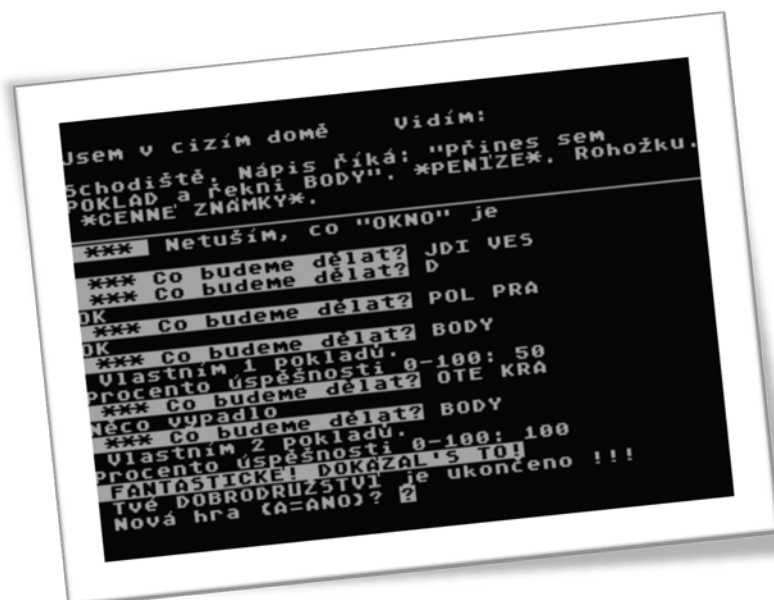 Jsem v Cizím domě    Vidím:
Schodiště. Nápis říká: "Přines sem
POKLAD a řekni BODY". *PENÍZE*. Rohožku.
*CENNÉ ZNÁMKY*.
*** Netuším, co "OKNO" je
*** Co budeme dělat? JDI VES
*** Co budeme dělat? D
OK
*** Co budeme dělat? POL PRA
OK
*** Co budeme dělat? BODY
Vlastním 1 pokladů.
Procento úspěšnosti 0-100: 50
*** Co budeme dělat? OTE KRA
Něco vypadlo
*** Co budeme dělat? BODY
Vlastním 2 pokladů.
Procento úspěšnosti 0-100: 100
FANTASTICKÉ! DOKÁZAL'S TO!
Tvé DOBRODRUŽSTVÍ je ukončeno !!!
Nová hra (A=ANO)? ?